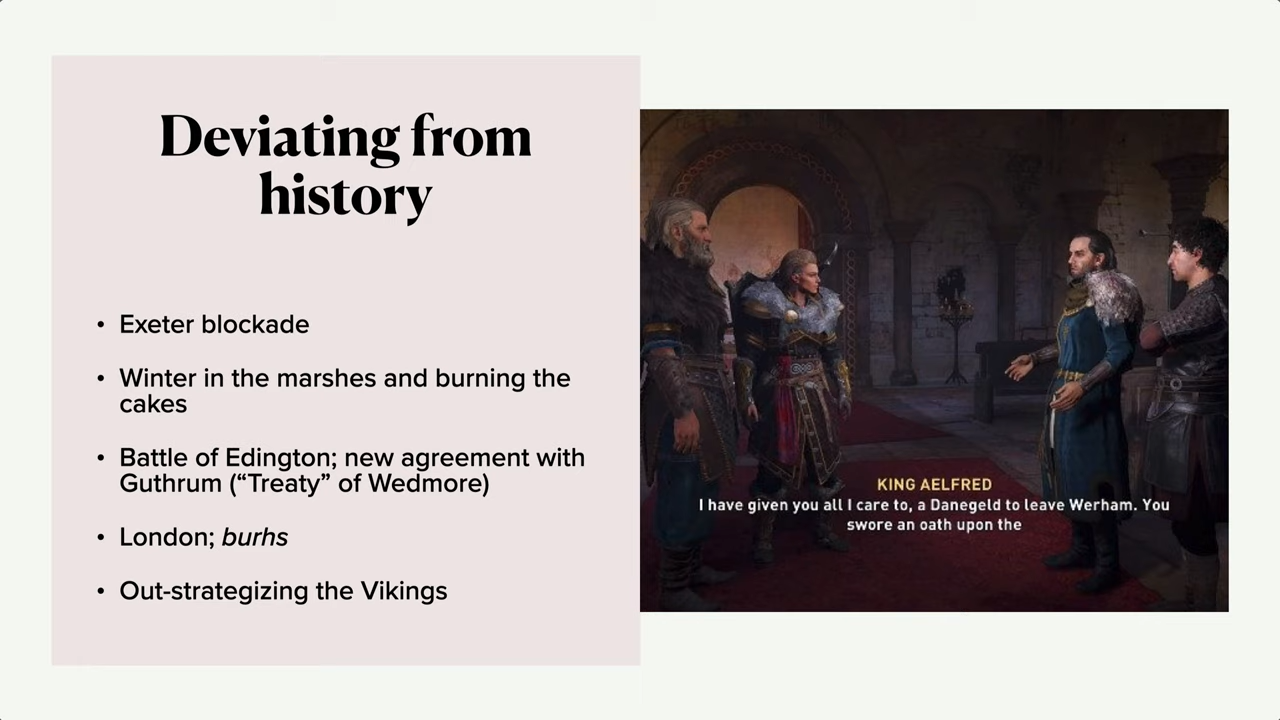 Deviating from
history
• Exeter blockade
• Winter in the marshes and burning the
cakes
• Battle of Edington; new agreement with
Guthrum (“Treaty” of Wedmore)
• London; burhs
• Out-strategizing the Vikings
KING AELFRED
I have given you all I care to, a Danegeld to leave Werham. You
swore an oath upon the